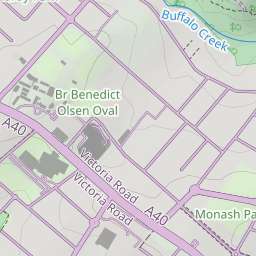 Buffalo
Creek
Br Benedict
Olsen Oval
A40
Victoria Road
Victoria Road
A40
Monash Pa